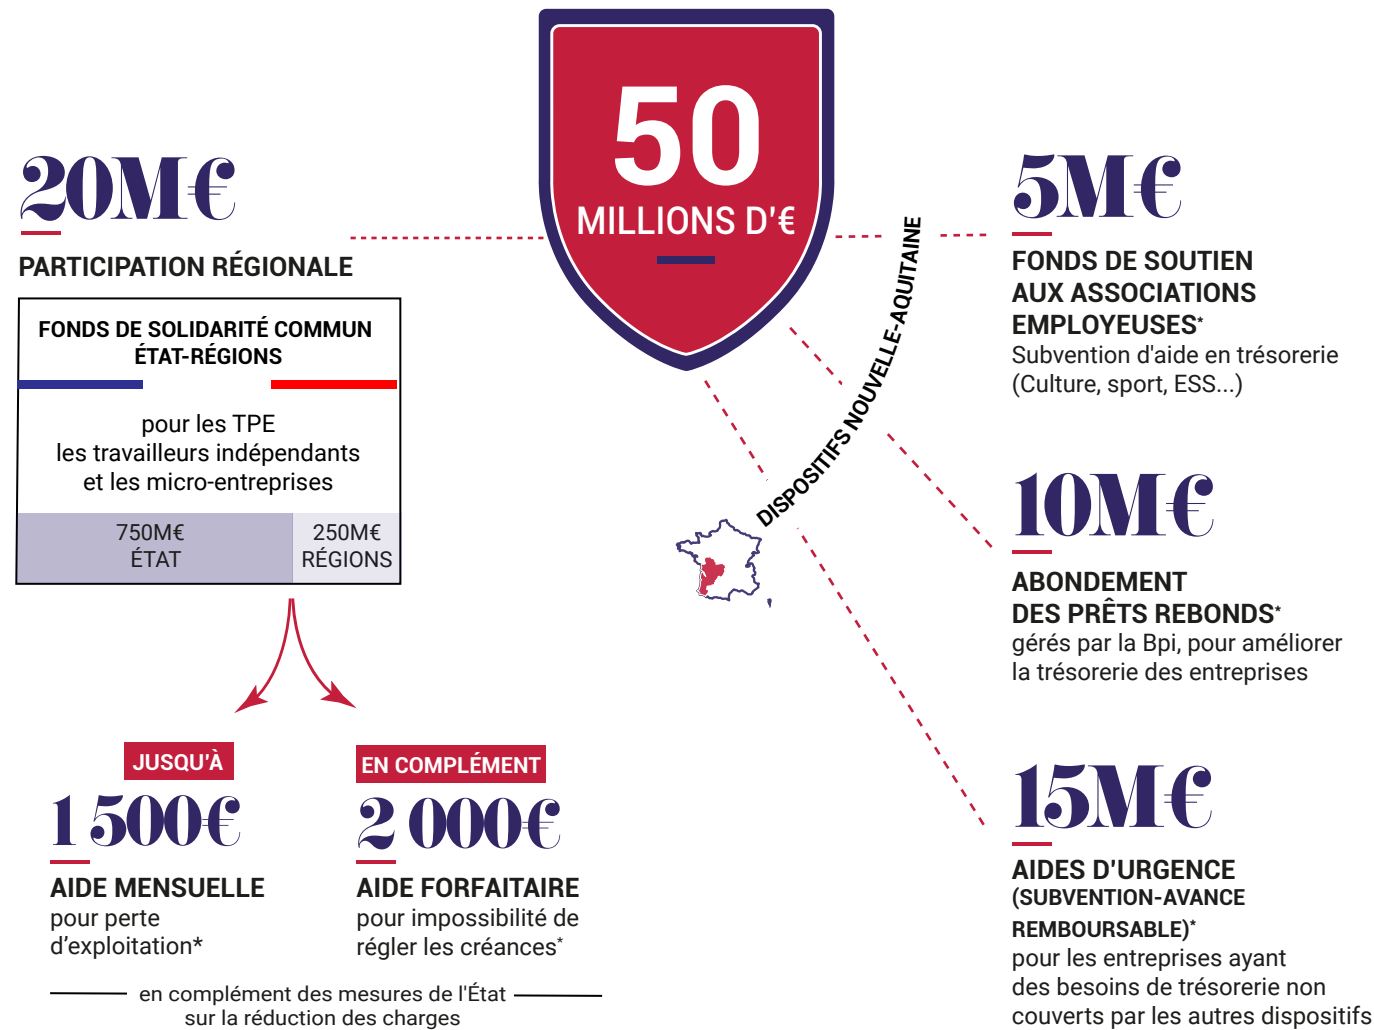 50
MILLIONS D'€
20M€
PARTICIPATION RÉGIONALE
FONDS DE SOLIDARITÉ COMMUN
ÉTAT-RÉGIONS
pour les TPE
les travailleurs indépendants
et les micro-entreprises
750M€
ÉTAT
250M€
RÉGIONS
JUSQU'À
1 500€
AIDE MENSUELLE
pour perte
d’exploitation*
EN COMPLÉMENT
2 000€
AIDE FORFAITAIRE
pour impossibilité de
régler les créances*
en complément des mesures de l'État
sur la réduction des charges
DISPOSITIFS NOUVELLE-AQUITAINE
5M€
FONDS DE SOUTIEN
AUX ASSOCIATIONS
EMPLOYEUSES*
Subvention d'aide en trésorerie
(Culture, sport, ESS...)
10M€
ABONDEMENT
DES PRÊTS REBONDS*
gérés par la Bpi, pour améliorer
la trésorerie des entreprises
15M€
AIDES D'URGENCE
(SUBVENTION-AVANCE
REMBOURSABLE)*
pour les entreprises ayant
des besoins de trésorerie non
couverts par les autres dispositifs